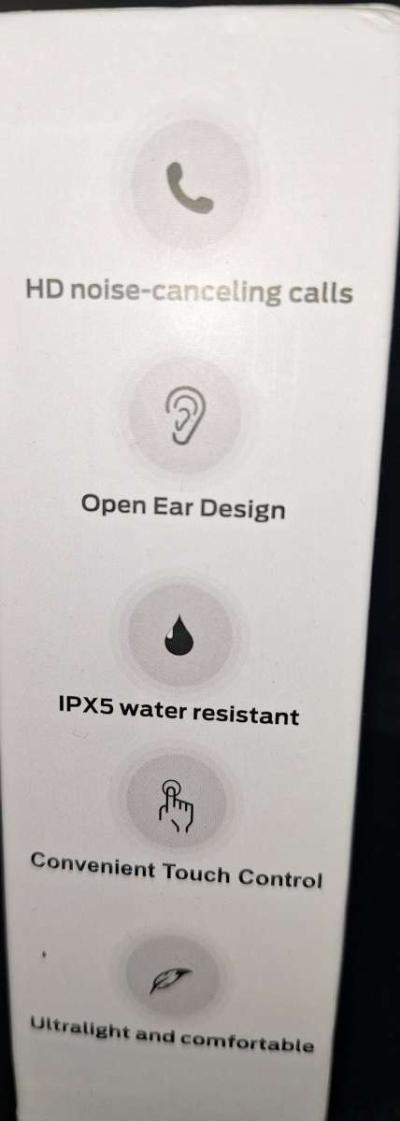 HD noise-canceling calls
Open Ear Design
IPX5 water resistant
Convenient Touch Control
Ultralight and comfortable